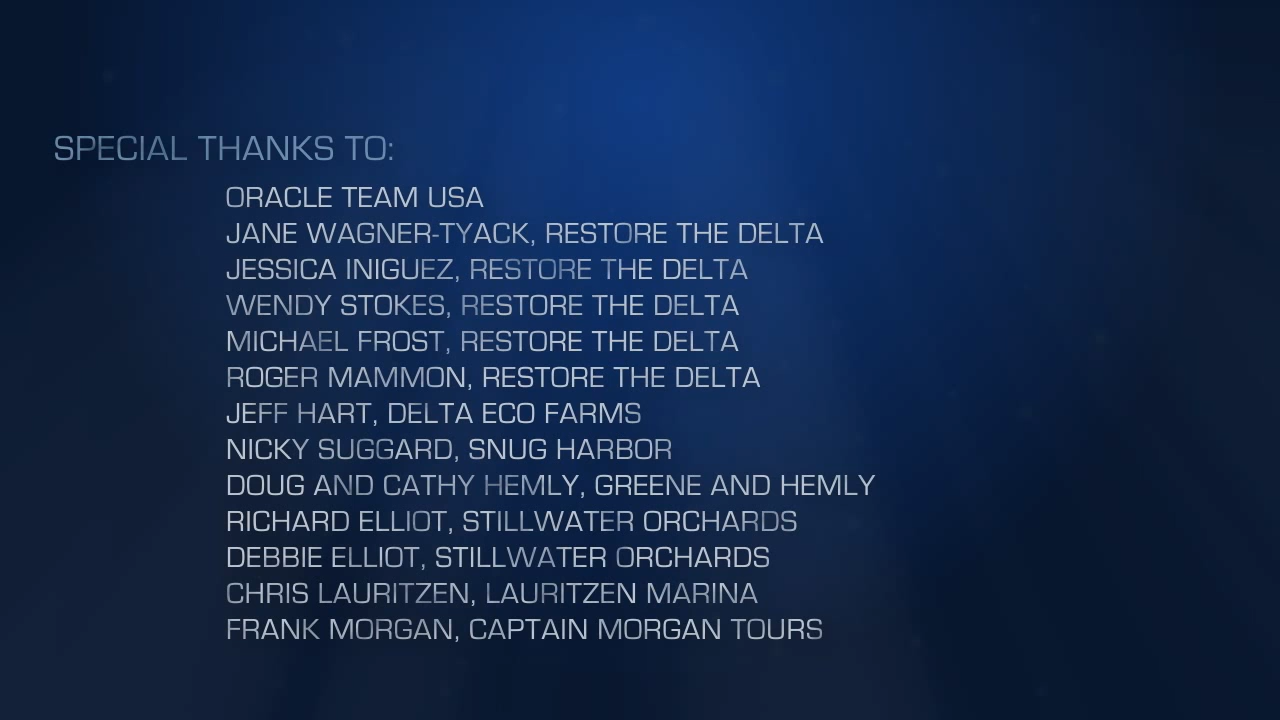 SPECIAL THANKS TO:
ORACLE TEAM USA
JANE WAGNER-TYACK, RESTORE THE DELTA
JESSICA INIGUEZ, RESTORE THE DELTA
WENDY STOKES, RESTORE THE DELTA
MICHAEL FROST, RESTORE THE DELTA
ROGER MAMMON, RESTORE THE DELTA
JEFF HART, DELTA ECO FARMS
NICKY SUGGARD, SNUG HARBOR
DOUG AND CATHY HEMLY, GREENE AND HEMLY
RICHARD ELLIOT, STILLWATER ORCHARDS
DEBBIE ELLIOT, STILLWATER ORCHARDS
CHRIS LAURITZEN, LAURITZEN MARINA
FRANK MORGAN, CAPTAIN MORGAN TOURS